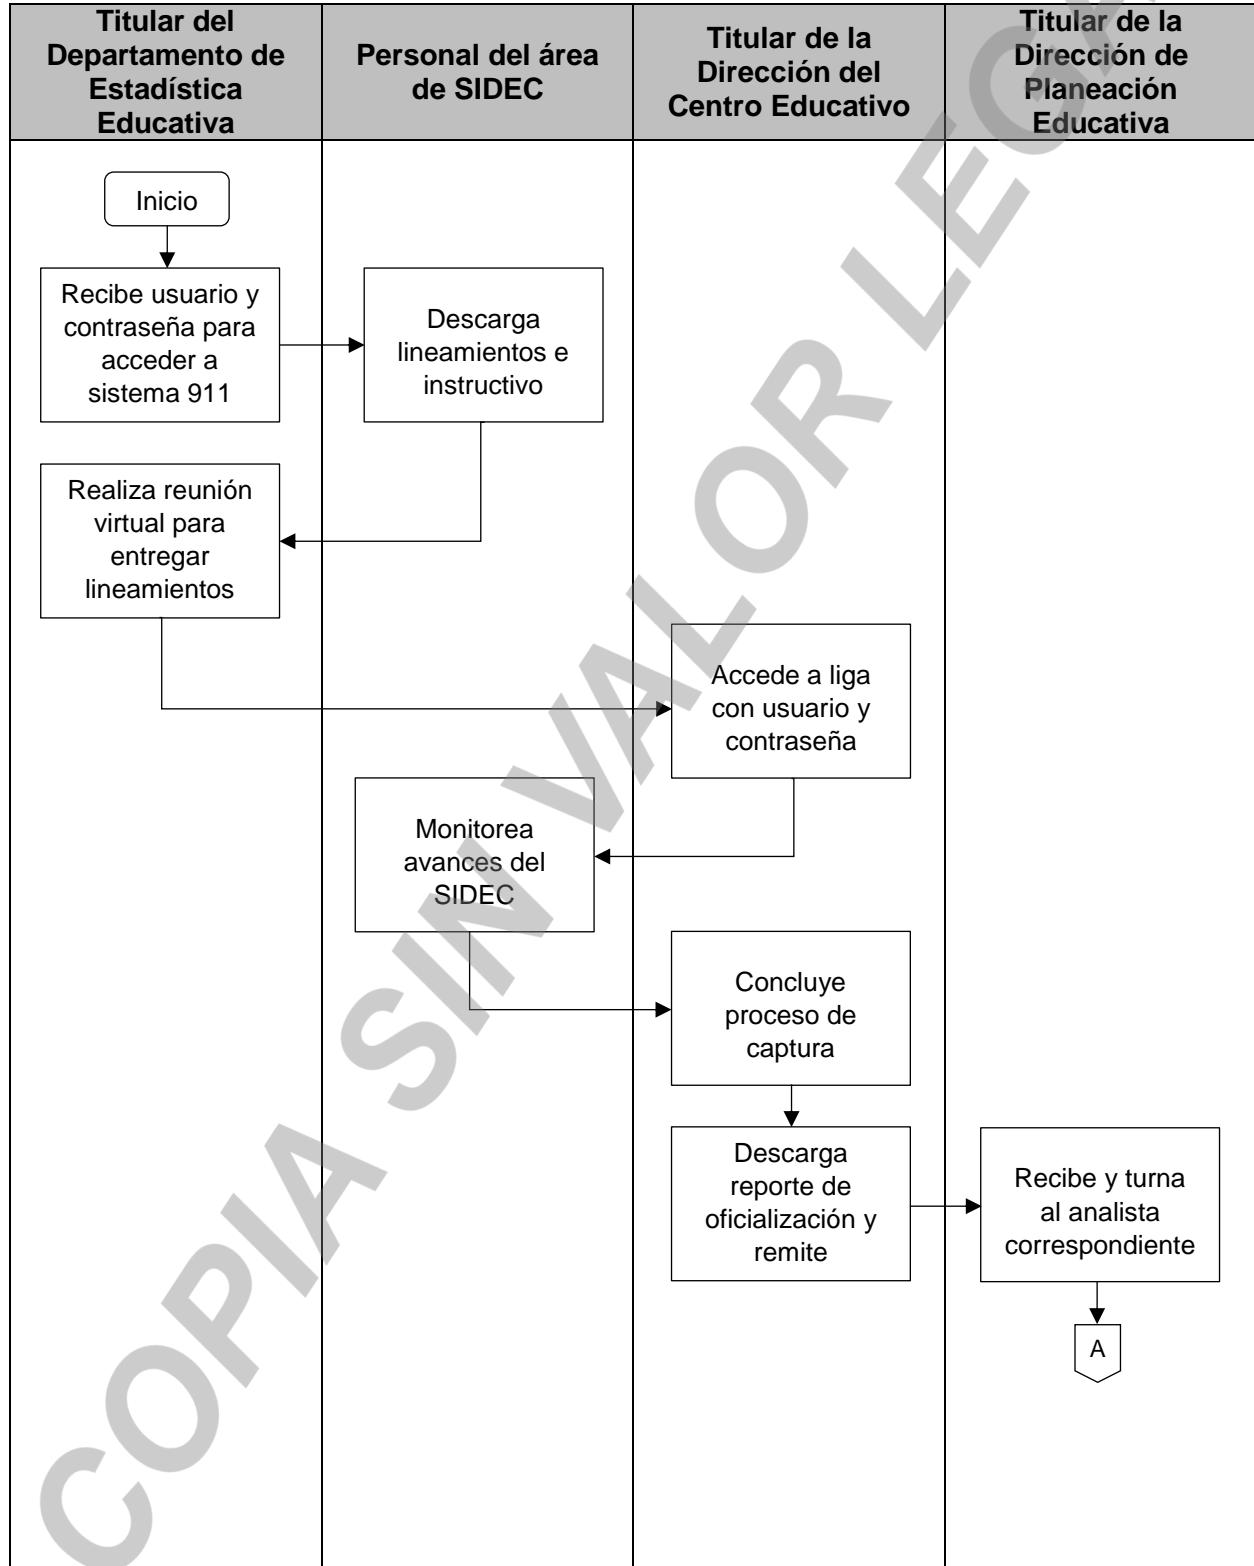 Titular del
Departamento de
Estadística
Educativa
Personal del área
de SIDEC
Titular de la
Dirección del
Centro Educativo
Titular de la
Dirección de
Planeación
Educativa
Inicio
Recibe usuario y
contraseña para
acceder a
sistema 911
Descarga
lineamientos e
instructivo
Realiza reunión
virtual para
entregar
lineamientos
Accede a liga
con usuario y
contraseña
Monitorea
avances del
SIDEC
Concluye
proceso de
captura
Descarga
reporte de
oficialización y
remite
Recibe y turna
al analista
correspondiente
A
COPIA SIN VALOR LEGA